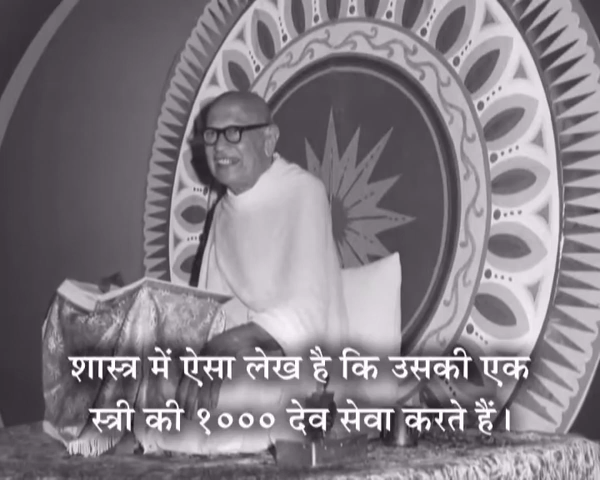 शास्त्र में ऐसा लेख है कि उसकी एक
स्त्री की १००० देव सेवा करते हैं।